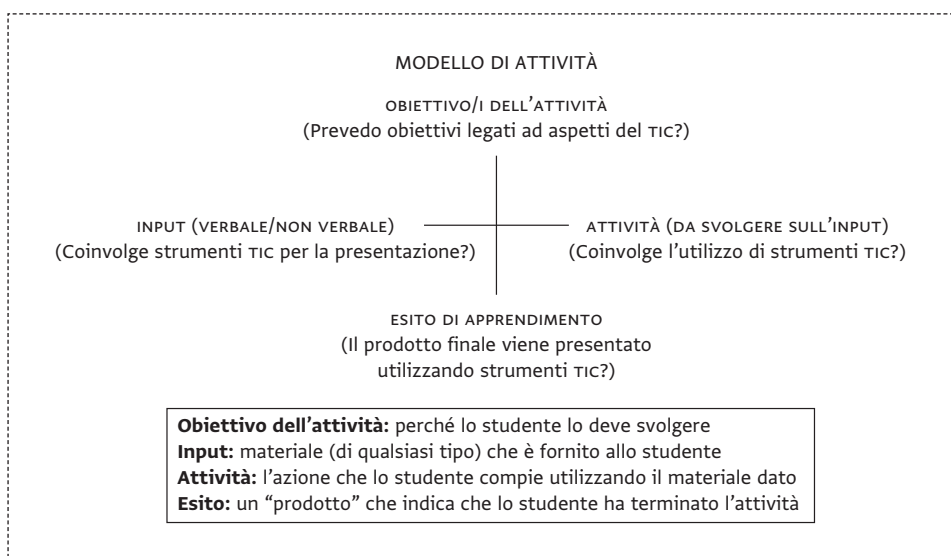 MODELLO DI ATTIVITÀ
OBIETTIVO/I DELL'ATTIVITÀ
(Prevedo obiettivi legati ad aspetti del TIC?)
INPUT (VERBALE/NON VERBALE)
(Coinvolge strumenti TIC per la presentazione?)
ATTIVITÀ (DA SVOLGERE SULL'INPUT)
(Coinvolge l'utilizzo di strumenti TIC?)
ESITO DI APPRENDIMENTO
(Il prodotto finale viene presentato
utilizzando strumenti TIC?)
Obiettivo dell'attività: perché lo studente lo deve svolgere
Input: materiale (di qualsiasi tipo) che è fornito allo studente
Attività: l'azione che lo studente compie utilizzando il materiale dato
Esito: un "prodotto" che indica che lo studente ha terminato l'attività